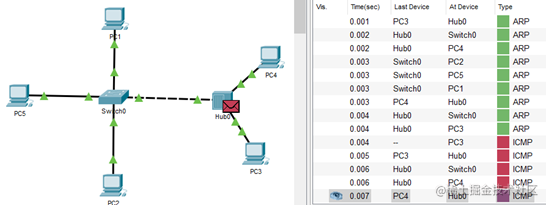 PC1
PC4
PC5
Switch0
Hub0
PC3
PC2
Vis. Time(sec) Last Device At Device Type
0.001 PC3 Hub0 ARP
0.002 Hub0 Switch0 ARP
0.002 Hub0 PC4 ARP
0.003 Switch0 PC2 ARP
0.003 Switch0 PC5 ARP
0.003 Switch0 PC1 ARP
0.003 PC4 Hub0 ARP
0.004 Hub0 Switch0 ARP
0.004 Hub0 PC3 ARP
0.004 -- PC3 ICMP
0.005 PC3 Hub0 ICMP
0.006 Hub0 Switch0 ICMP
0.006 Hub0 PC4 ICMP
0.007 PC4 Hub0 ICMP
@稀土掘金技术社区